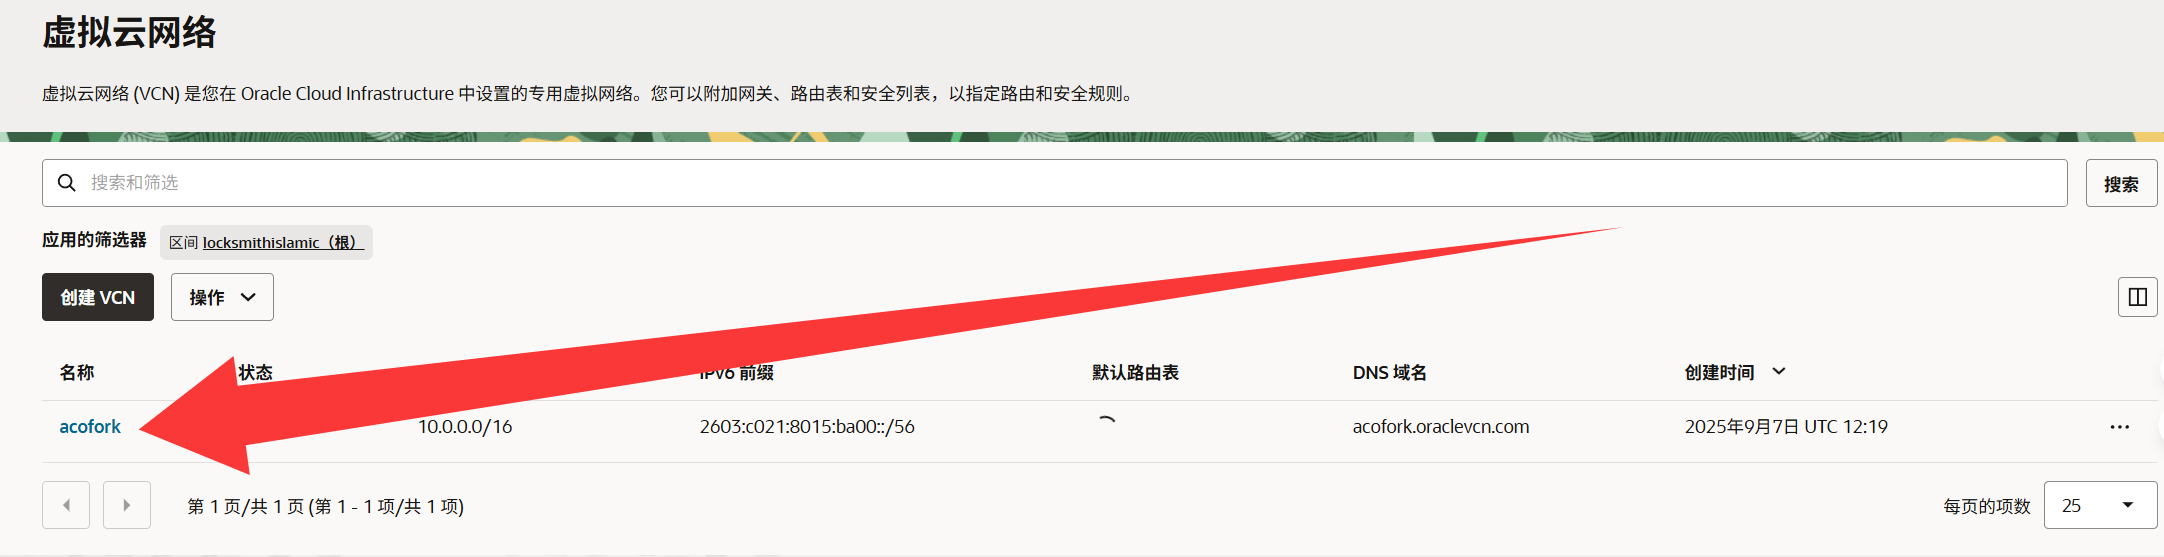 虚拟云网络
虚拟云网络 (VCN) 是您在 Oracle Cloud Infrastructure 中设置的专用虚拟网络。您可以附加网关、路由表和安全列表，以指定路由和安全规则。
搜索和筛选 搜索
应用的筛选器 区间 locksmithislamic（根）
创建 VCN 操作
名称 状态 IPv6 前缀 默认路由表 DNS 域名 创建时间
acofork 10.0.0.0/16 2603:c021:8015:ba00::/56 acofork.oraclevcn.com 2025年9月7日 UTC 12:19
第 1 页/共 1 页 (第 1 - 1 项/共 1 项) 每页的项数 25